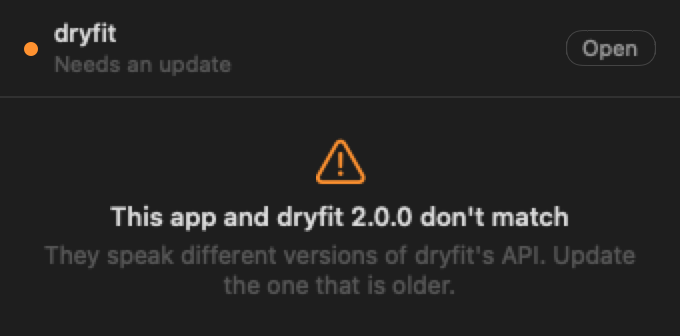 dryfit
Needs an update
Open
This app and dryfit 2.0.0 don't match
They speak different versions of dryfit's API. Update
the one that is older.